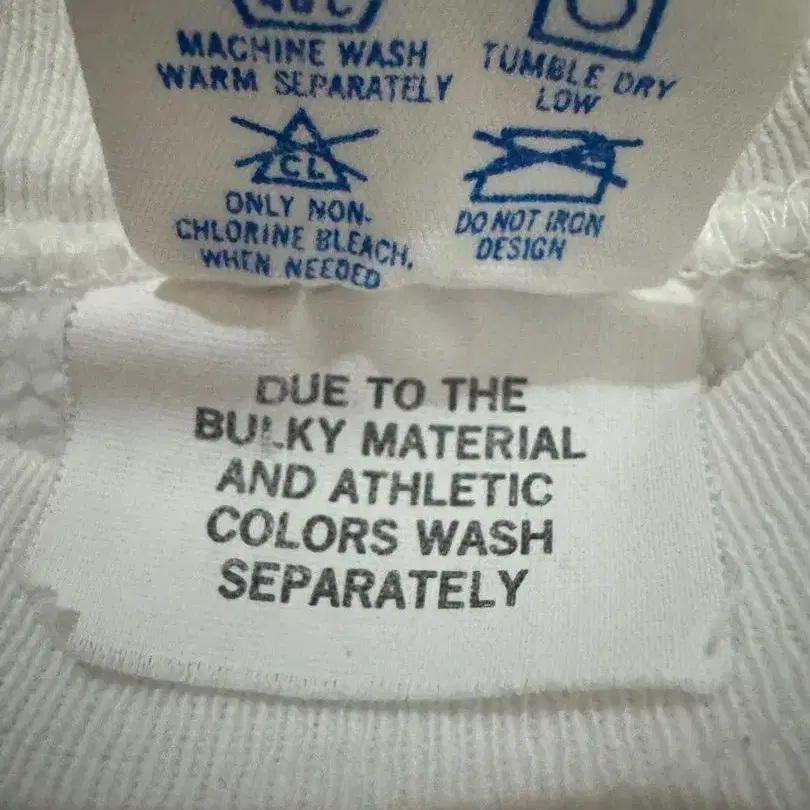 40 C
MACHINE WASH
WARM SEPARATELY
TUMBLE DRY
LOW
CL
ONLY NON-
CHLORINE BLEACH,
WHEN NEEDED
DO NOT IRON
DESIGN
DUE TO THE
BULKY MATERIAL
AND ATHLETIC
COLORS WASH
SEPARATELY